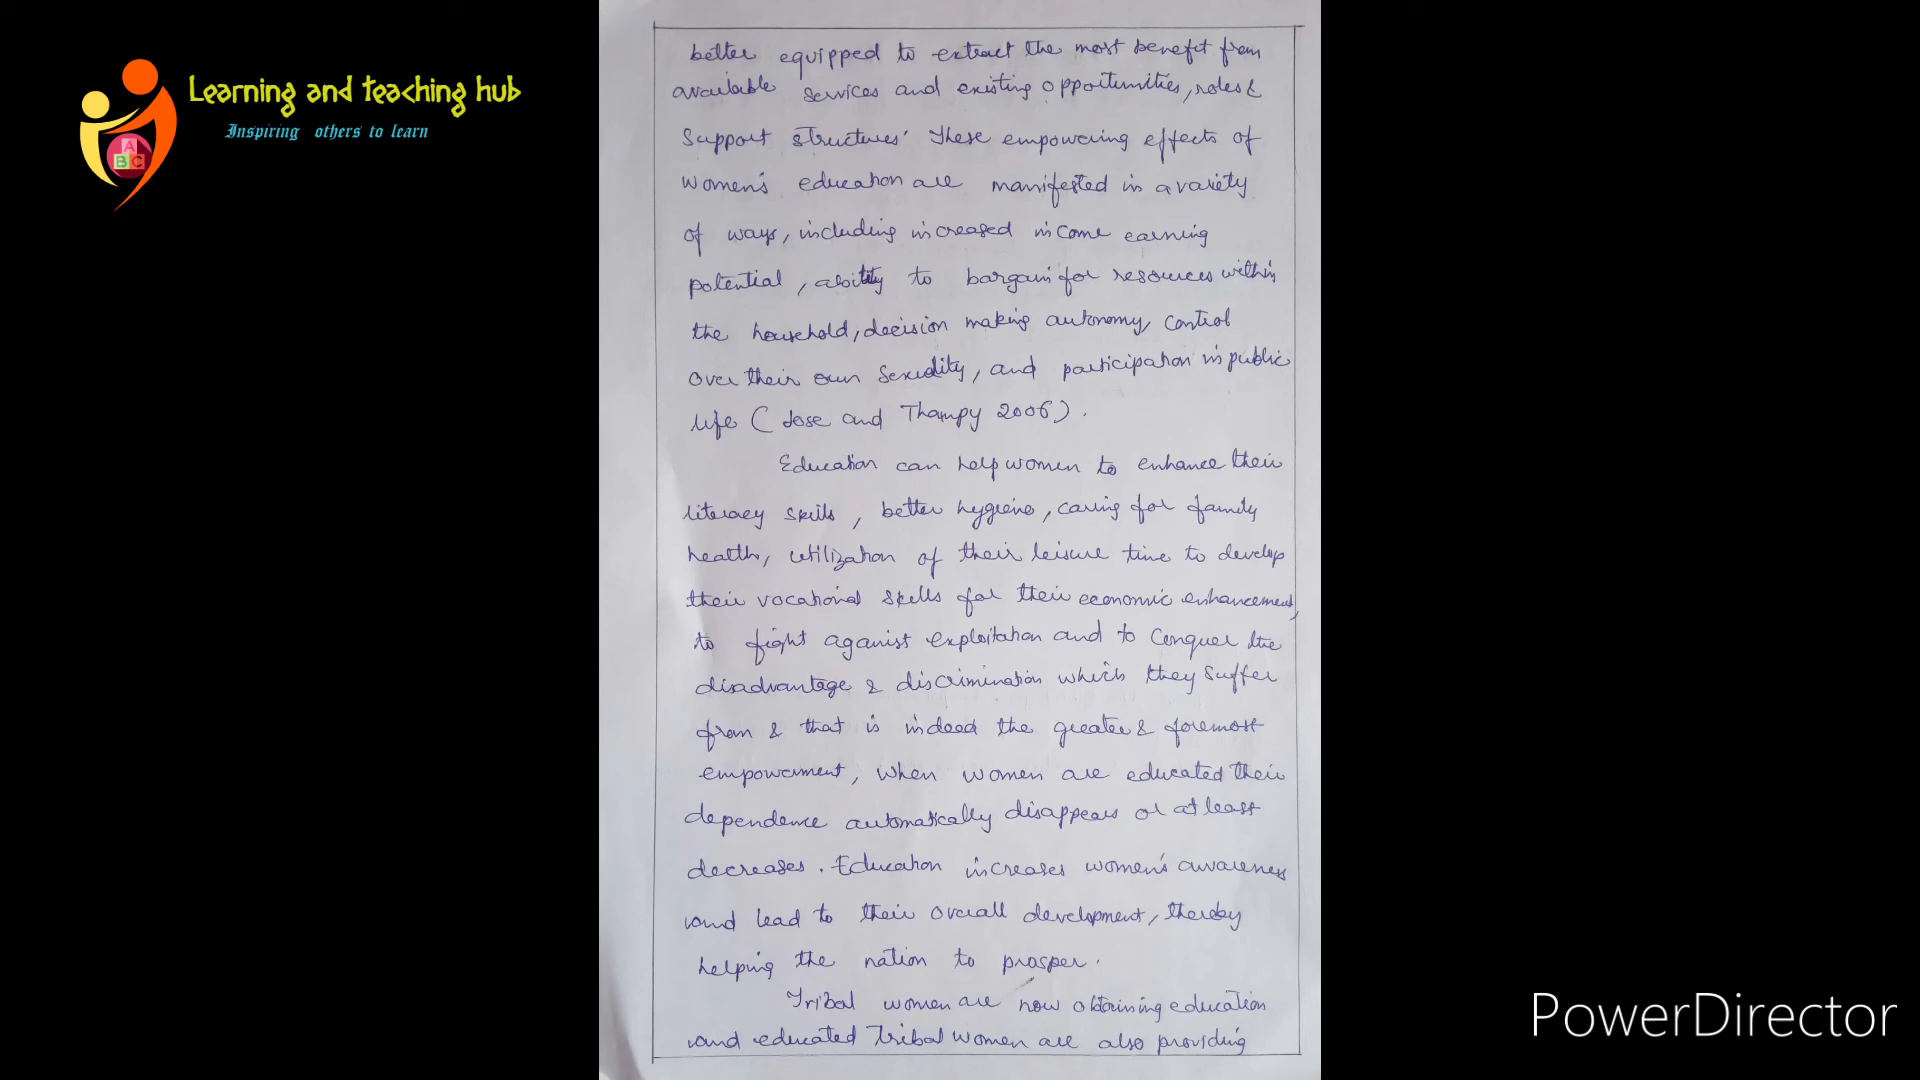 Learning and teaching hub
Inspiring others to learn
A
B C
better equipped to extract the most benefit from
available services and existing opportunities, roles &
support structures. These empowering effects of
women's education are manifested in a variety
of ways, including increased income earning
potential, ability to bargain for resources within
the household, decision making autonomy, control
over their own sexuality, and participation in public
life (Jose and Thampy 2006).
Education can help women to enhance their
literacy skills, better hygiene, caring for family
health, utilization of their leisure time to develop
their vocational skills for their economic enhancement,
to fight aganist exploitation and to conquer the
disadvantage & discrimination which they suffer
from & that is indeed the greater & foremost
empowerment, when women are educated their
dependence automatically disappears or at least
decreases. Education increases women's awareness
and lead to their overall development, thereby
helping the nation to prosper.
Tribal women are now obtaining education
and educated Tribal women are also providing
PowerDirector